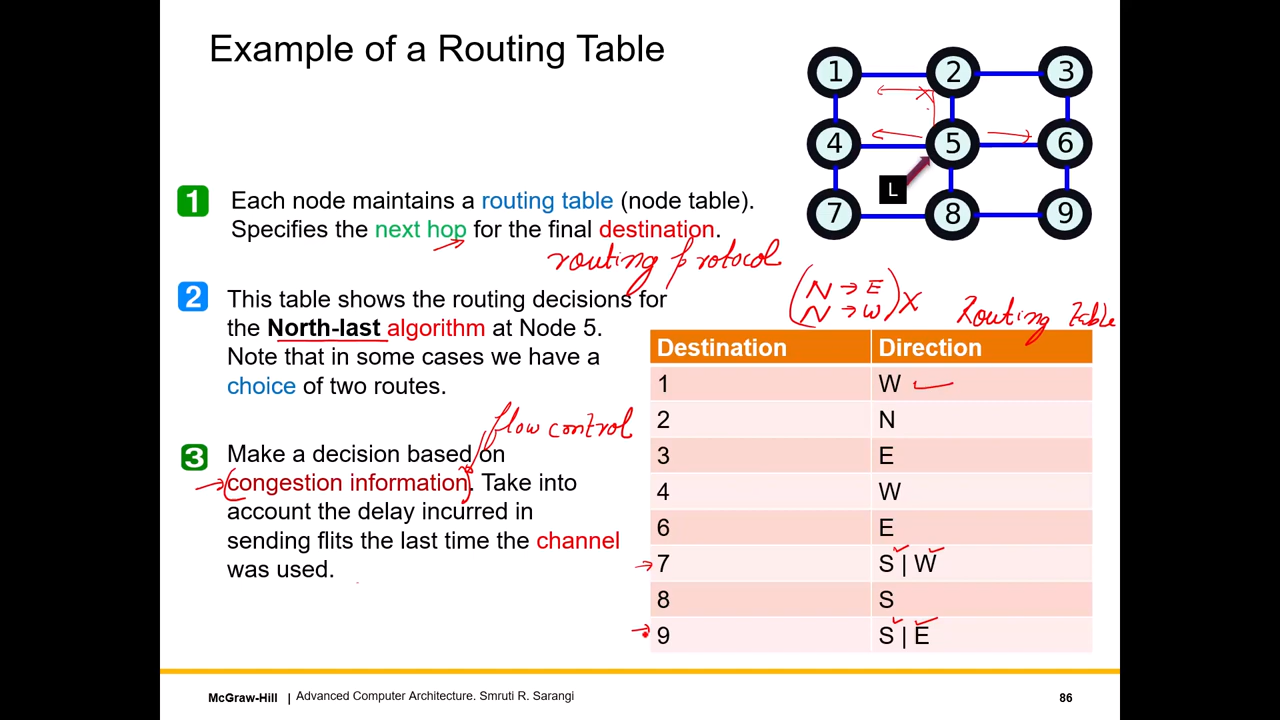 Example of a Routing Table
1 2 3
4 5 6
L
7 8 9
1 Each node maintains a routing table (node table).
Specifies the next hop for the final destination.
routing protocol
2 This table shows the routing decisions for
the North-last algorithm at Node 5.
Note that in some cases we have a
choice of two routes.
flow control
3 Make a decision based on
(congestion information). Take into
account the delay incurred in
sending flits the last time the channel
was used.
(N → E
N → W) X
Routing Table
Destination Direction
1 W
2 N
3 E
4 W
6 E
7 S | W
8 S
9 S | E
McGraw-Hill | Advanced Computer Architecture. Smruti R. Sarangi 86